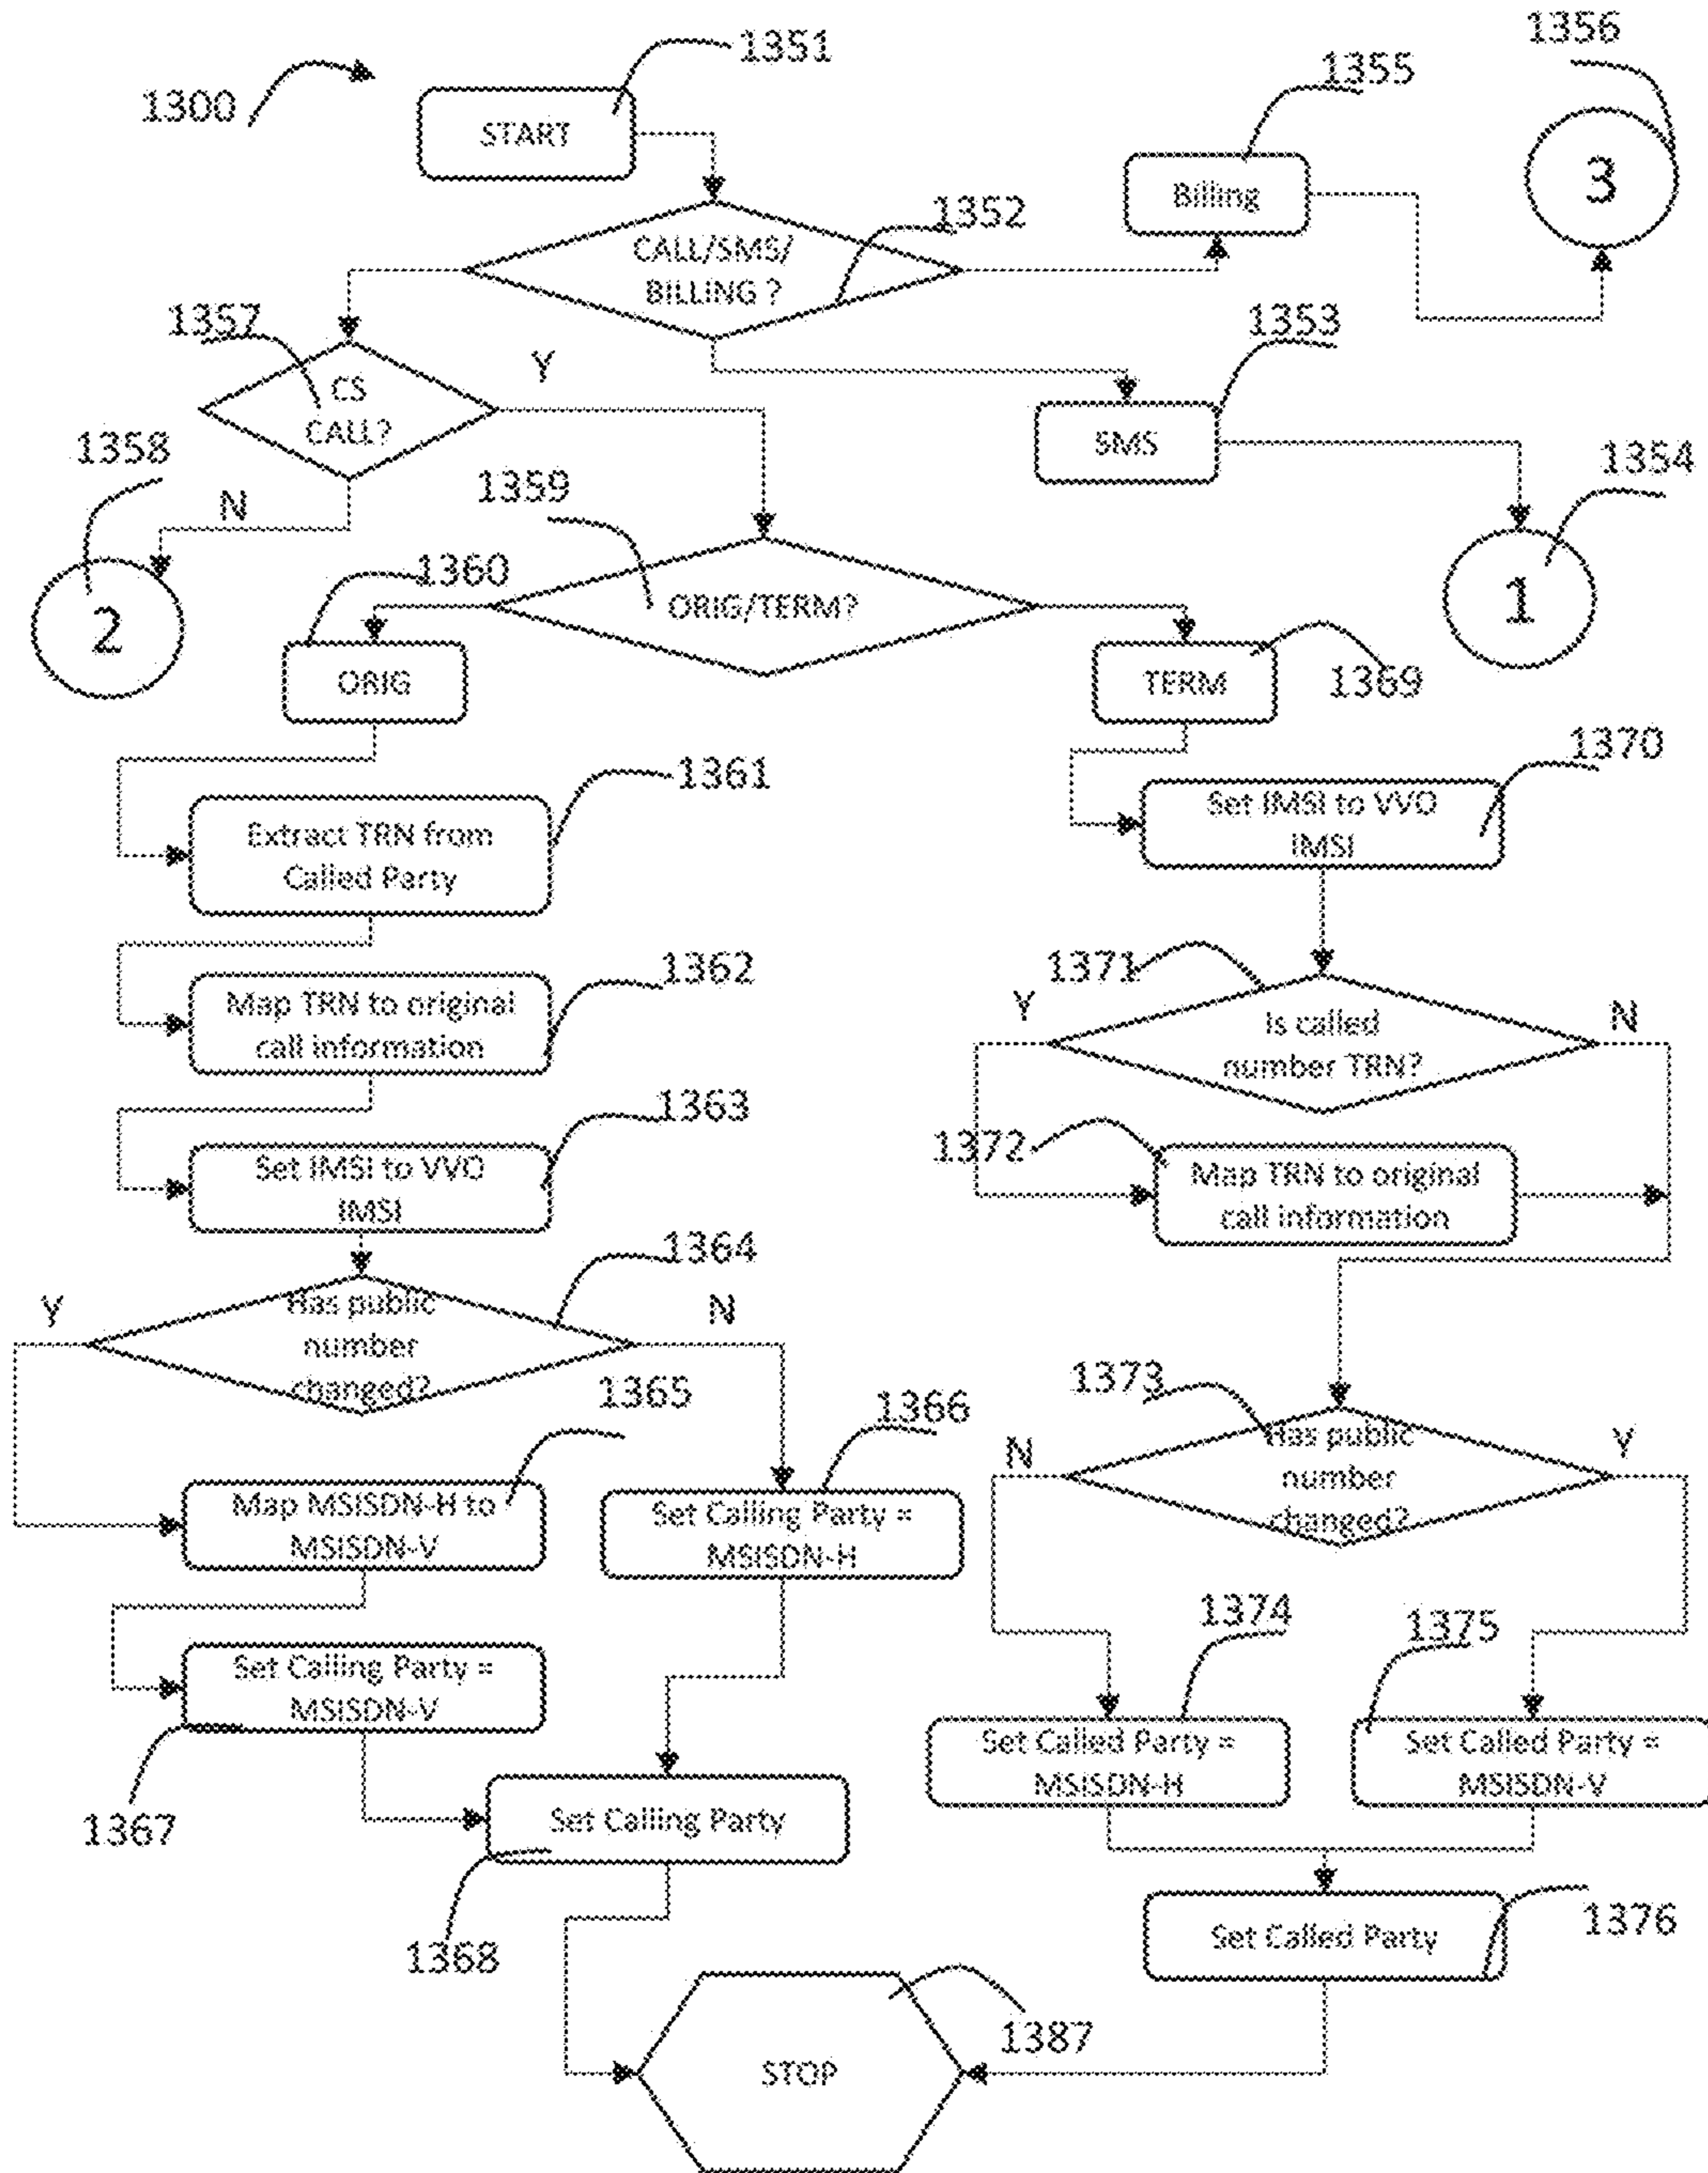 1351
1356
1355
1300
START
3
Billing
1352
CALL/SMS/
BILLING ?
1357
1353
Y
CS
CALL?
1358
SMS
1354
1359
N
1360
1
2
ORIG/TERM?
ORIG
TERM
1369
1370
1361
Set IMSI to VVO
IMSI
Extract TRN from
Called Party
1362
1371
Y
N
Map TRN to original
call information
Is called
number TRN?
1363
1372
Set IMSI to VVO
IMSI
Map TRN to original
call information
1364
Y
N
Has public
number
changed?
1365
1373
1366
Has public
number
changed?
N
Y
Map MSISDN-H to
MSISDN-V
Set Calling Party =
MSISDN-H
1374
1375
Set Calling Party =
MSISDN-V
Set Called Party =
MSISDN-H
Set Called Party =
MSISDN-V
1367
Set Calling Party
1368
1376
Set Called Party
1387
STOP